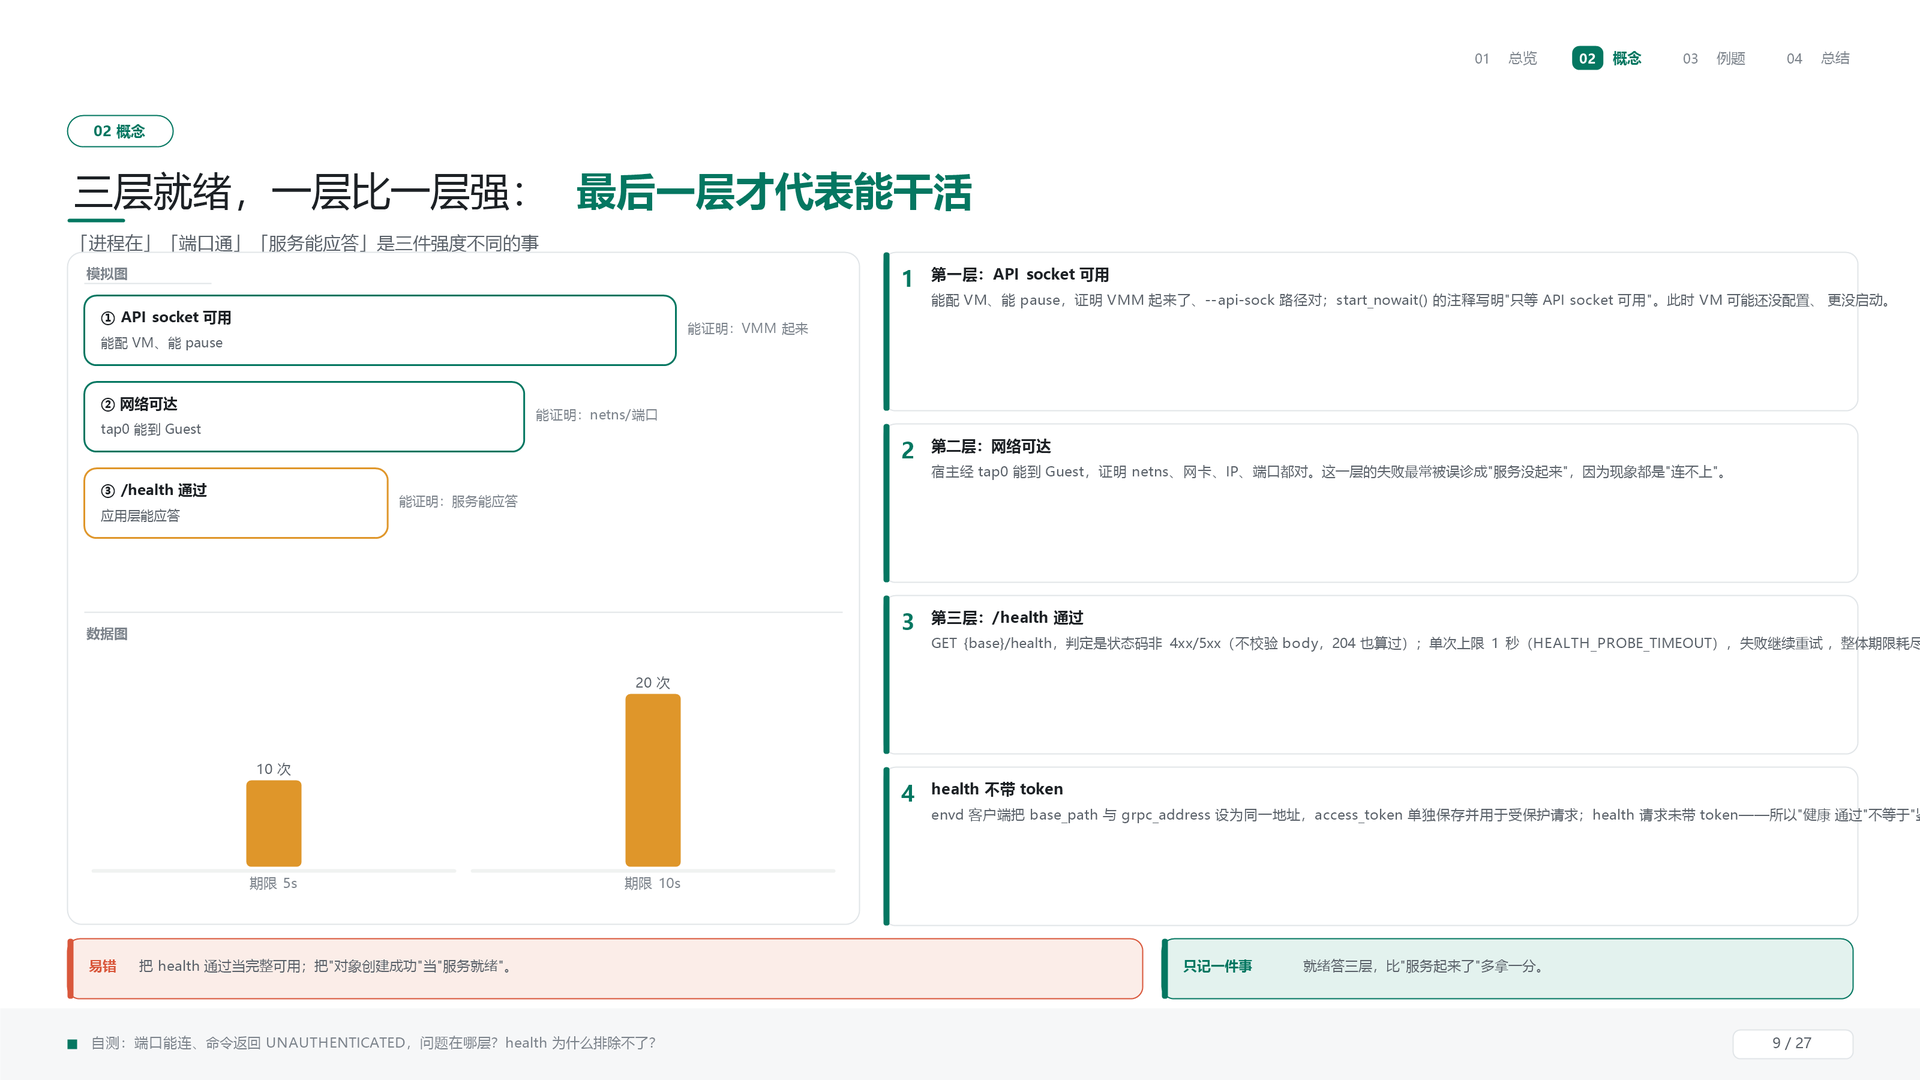 01 总览 02 概念 03 例题 04 总结
02 概念
三层就绪，一层比一层强： 最后一层才代表能干活
「进程在」「端口通」「服务能应答」是三件强度不同的事
模拟图
① API socket 可用
能配 VM、能 pause
能证明：VMM 起来
② 网络可达
tap0 能到 Guest
能证明：netns/端口
③ /health 通过
应用层能应答
能证明：服务能应答
数据图
10 次
20 次
期限 5s
期限 10s
1 第一层：API socket 可用
能配 VM、能 pause，证明 VMM 起来了、--api-sock 路径对；start_nowait() 的注释写明"只等 API socket 可用"。此时 VM 可能还没配置、 更没启动。
2 第二层：网络可达
宿主经 tap0 能到 Guest，证明 netns、网卡、IP、端口都对。这一层的失败最常被误诊成"服务没起来"，因为现象都是"连不上"。
3 第三层：/health 通过
GET {base}/health，判定是状态码非 4xx/5xx（不校验 body，204 也算过）；单次上限 1 秒（HEALTH_PROBE_TIMEOUT），失败继续重试 ，整体期限耗尽
4 health 不带 token
envd 客户端把 base_path 与 grpc_address 设为同一地址，access_token 单独保存并用于受保护请求；health 请求未带 token——所以"健康 通过"不等于"
易错 把 health 通过当完整可用；把"对象创建成功"当"服务就绪"。
只记一件事 就绪答三层，比"服务起来了"多拿一分。
自测：端口能连、命令返回 UNAUTHENTICATED，问题在哪层？health 为什么排除不了？
9 / 27